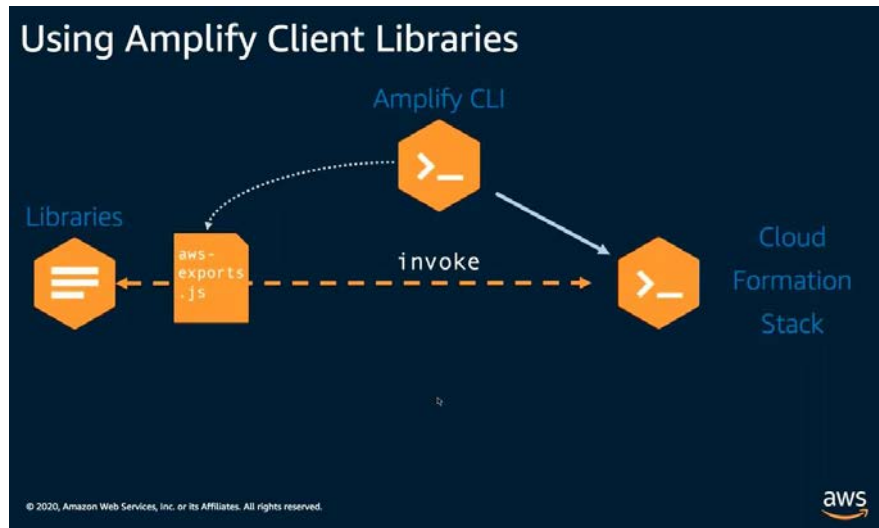 Using Amplify Client Libraries
Amplify CLI
Libraries
aws-
exports
.js
invoke
Cloud
Formation
Stack
© 2020, Amazon Web Services, Inc. or its Affiliates. All rights reserved.
aws